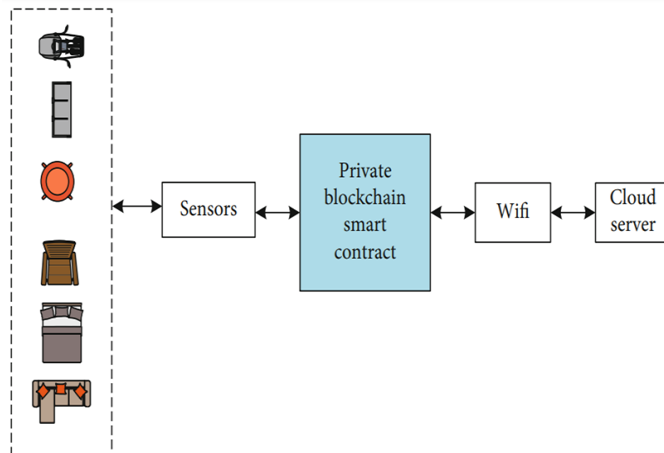 Sensors
Private
blockchain
smart
contract
Wifi
Cloud
server